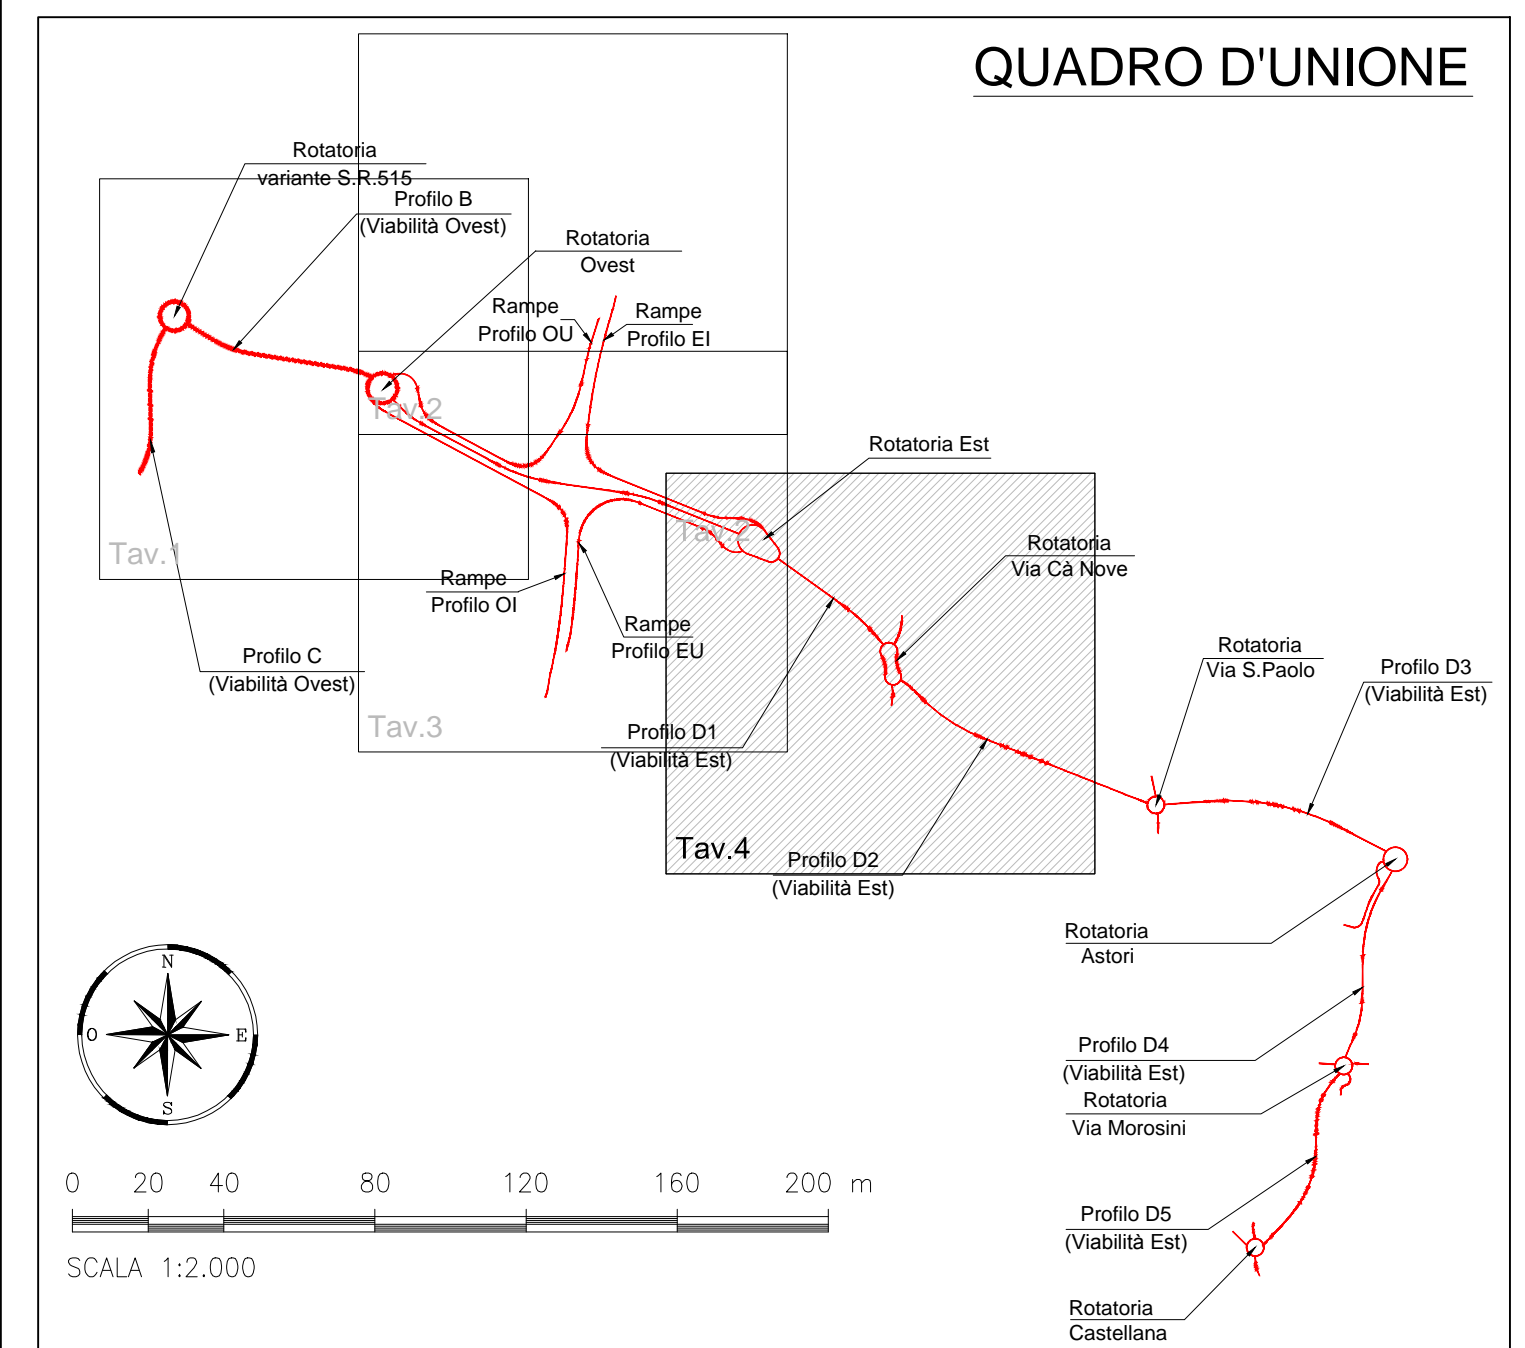 QUADRO D'UNIONE
Rotatoria
variante S.R.515
Profilo B
(Viabilità Ovest)
Rotatoria
Ovest
Rampe
Profilo OU
Rampe
Profilo EI
Tav.2
Rotatoria Est
Tav.2
Tav.1
Rotatoria
Via Cà Nove
Rampe
Profilo OI
Rampe
Profilo EU
Profilo C
(Viabilità Ovest)
Rotatoria
Via S.Paolo
Profilo D3
(Viabilità Est)
Tav.3
Profilo D1
(Viabilità Est)
Tav.4
Profilo D2
(Viabilità Est)
Rotatoria
Astori
N
O
E
S
Profilo D4
(Viabilità Est)
Rotatoria
Via Morosini
0 20 40 80 120 160 200 m
SCALA 1:2.000
Profilo D5
(Viabilità Est)
Rotatoria
Castellana